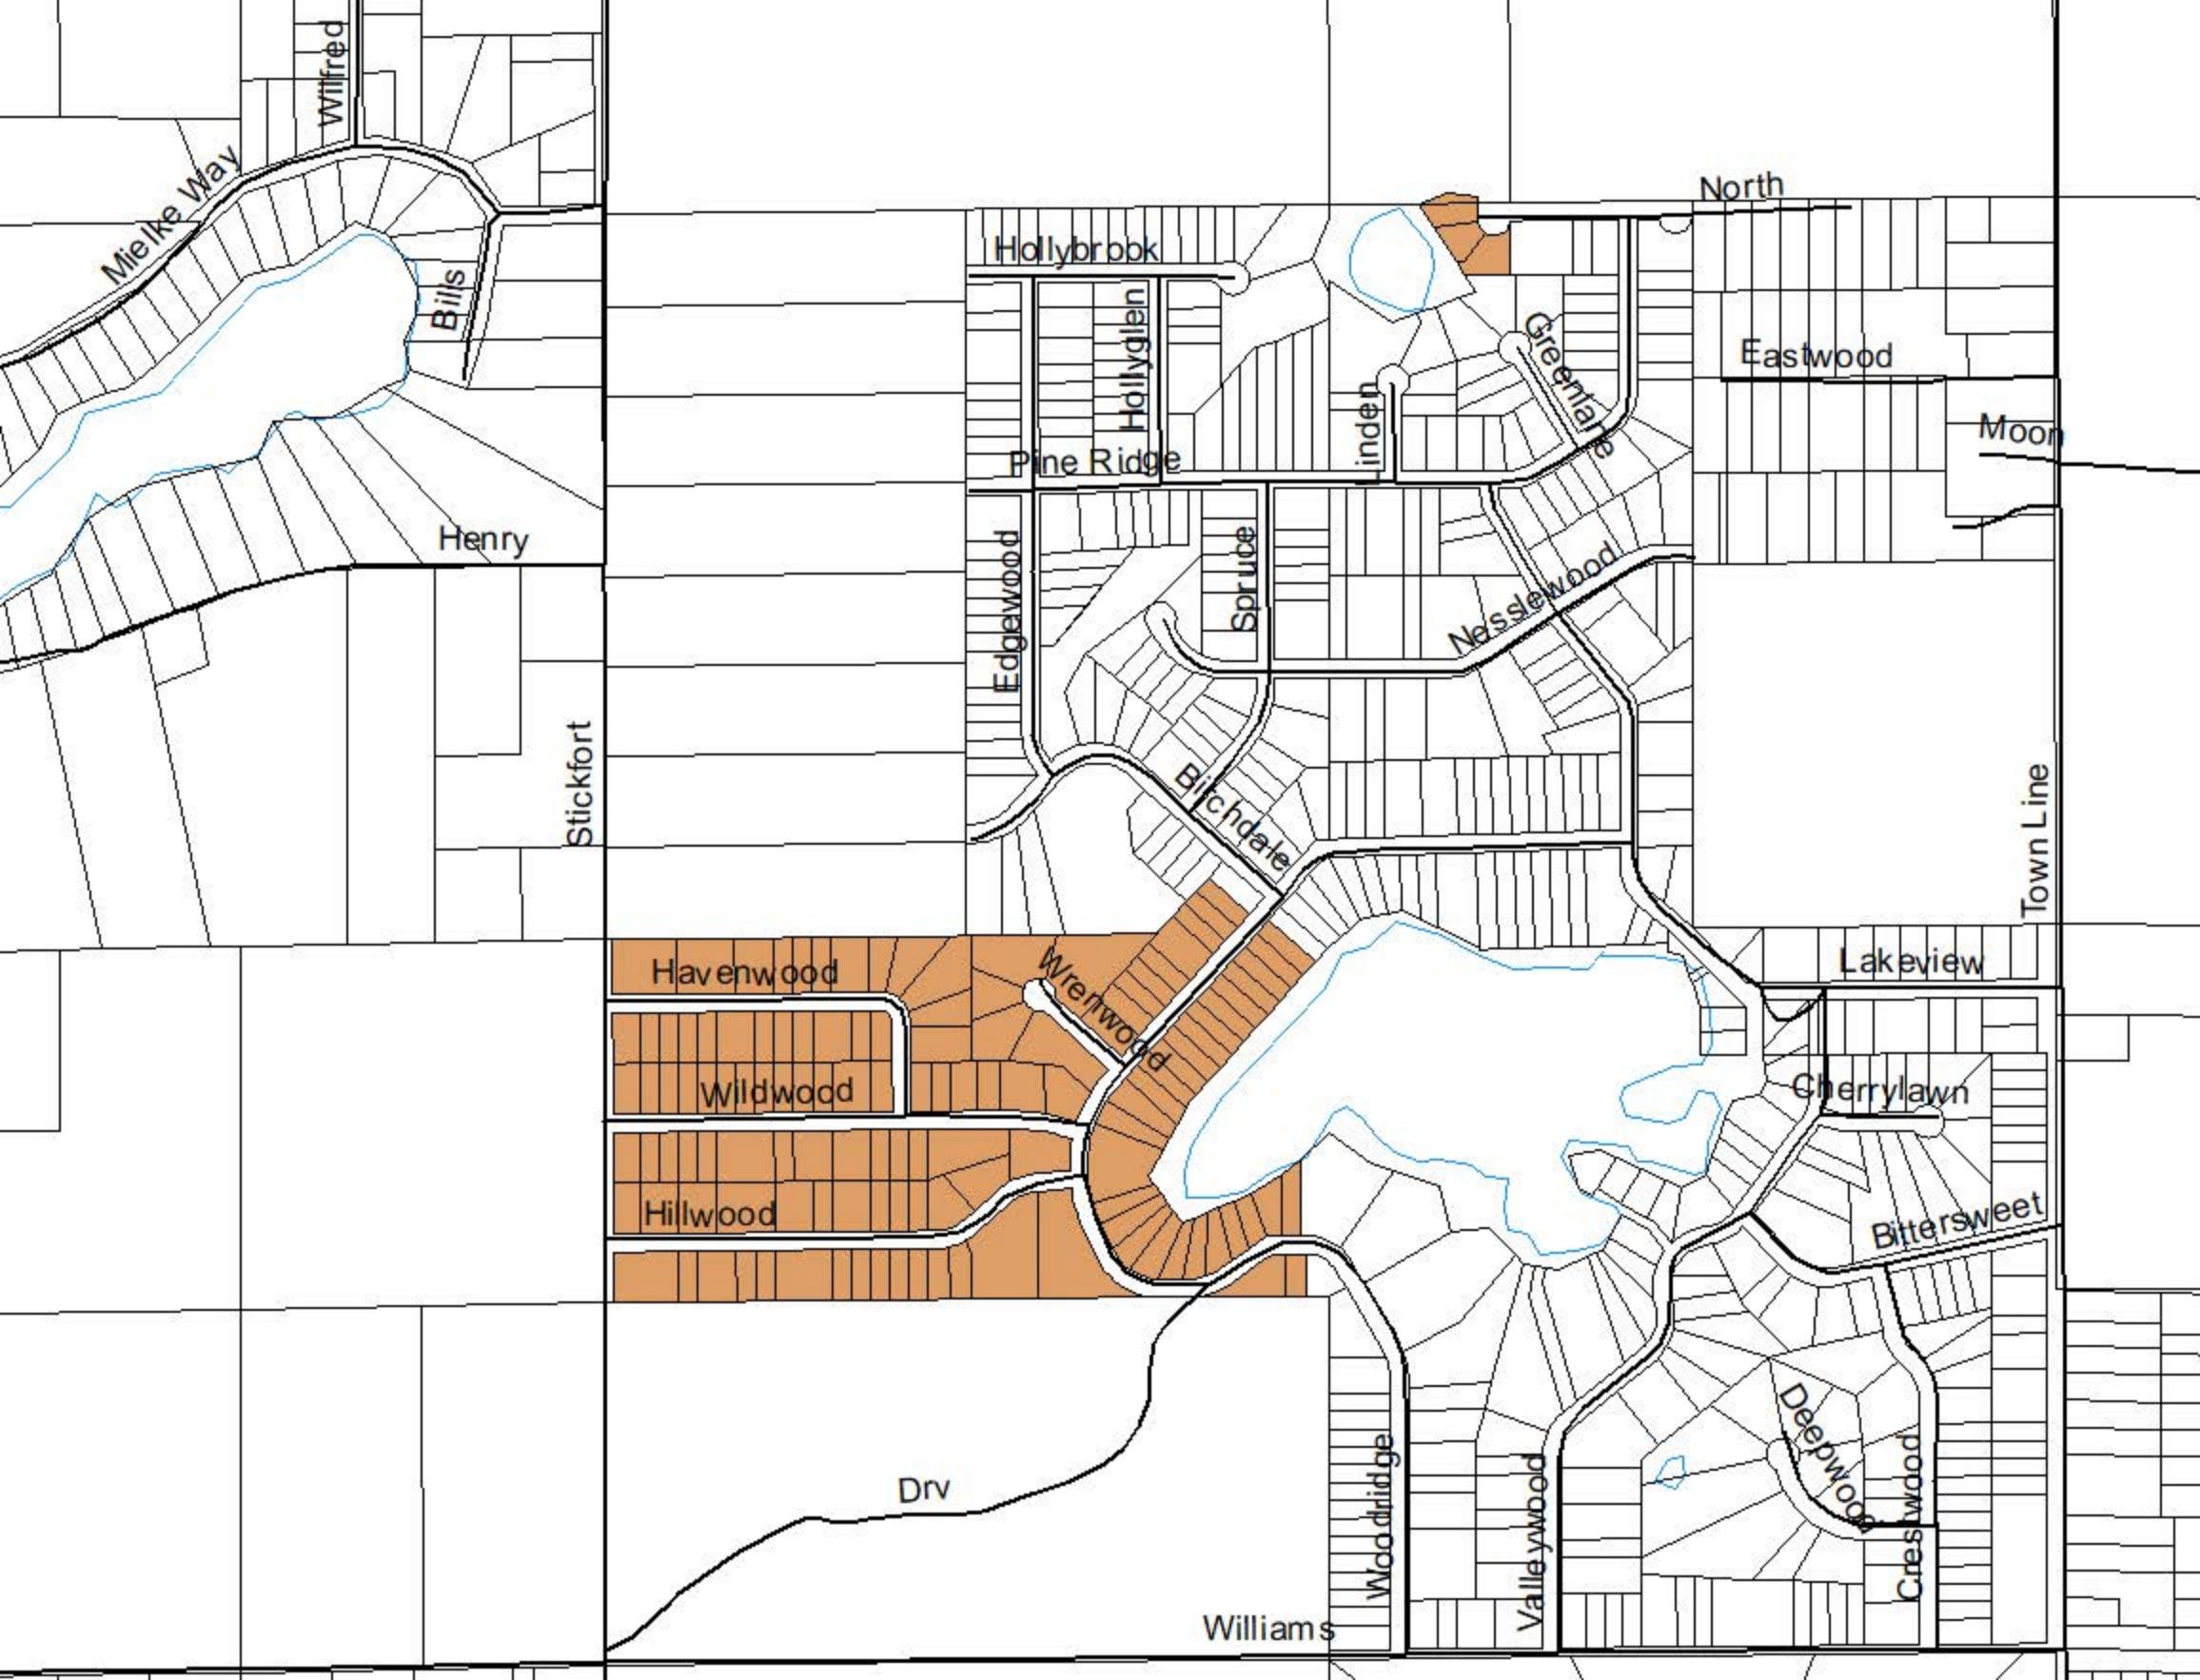 Wilfred
Mielke Way
North
Hollybrook
Bills
Hollyglen
Greenlane
Eastwood
Linden
Moon
Pine Ridge
Henry
Edgewood
Spruce
Nesslewood
Stickfort
Birchdale
Town Line
Havenwood
Wrenwood
Lakeview
Wildwood
Cherrylawn
Hillwood
Bittersweet
Deepwood
Drv
Woodridge
Valleywood
Crestwood
Williams